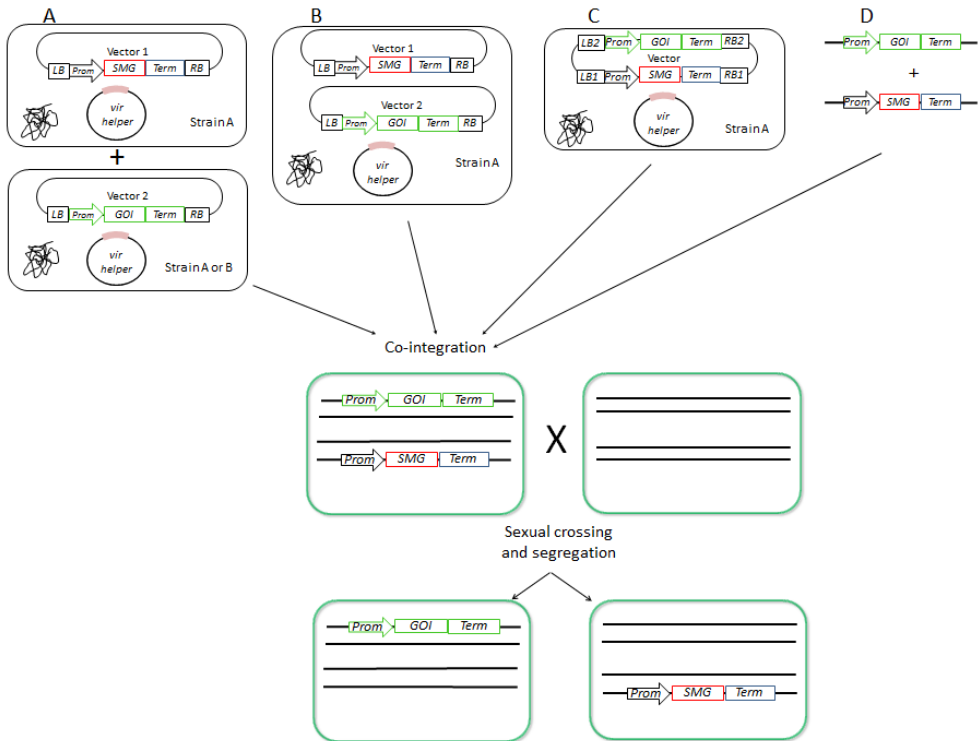 A
Vector 1
LB Prom SMG Term RB
vir
helper
Strain A
+
Vector 2
LB Prom GOI Term RB
vir
helper
Strain A or B
B
Vector 1
LB Prom SMG Term RB
Vector 2
LB Prom GOI Term RB
vir
helper
Strain A
C
LB2 Prom GOI Term RB2
Vector
LB1 Prom SMG Term RB1
vir
helper
Strain A
D
Prom GOI Term
+
Prom SMG Term
Co-integration
Prom GOI Term
Prom SMG Term
X
Sexual crossing
and segregation
Prom GOI Term
Prom SMG Term